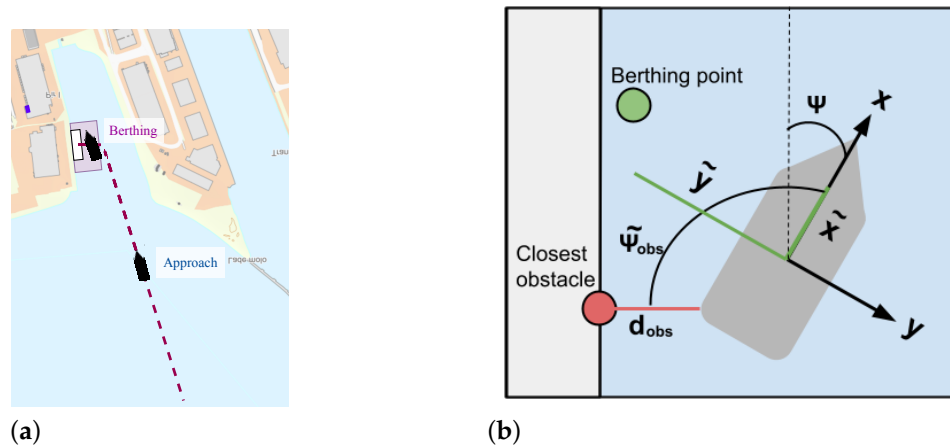 Berthing
Approach
Lade molo
(a)
Berthing point
Ψ
x
ỹ
x̃
Ψ̃obs
Closest
obstacle
dobs
y
(b)